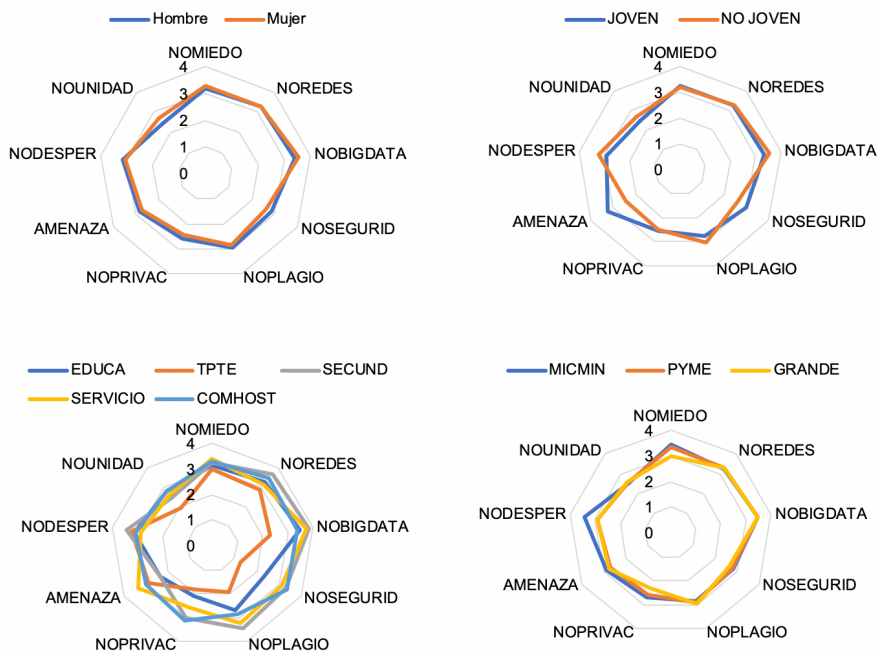 Hombre Mujer
NOMIEDO
NOREDES
NOBIGDATA
NOSEGURID
NOPLAGIO
NOPRIVAC
AMENAZA
NODESPER
NOUNIDAD
4
3
2
1
0
JOVEN NO JOVEN
NOMIEDO
NOREDES
NOBIGDATA
NOSEGURID
NOPLAGIO
NOPRIVAC
AMENAZA
NODESPER
NOUNIDAD
4
3
2
1
0
EDUCA TPTE SECUND
SERVICIO COMHOST
NOMIEDO
NOREDES
NOBIGDATA
NOSEGURID
NOPLAGIO
NOPRIVAC
AMENAZA
NODESPER
NOUNIDAD
4
3
2
1
0
MICMIN PYME GRANDE
NOMIEDO
NOREDES
NOBIGDATA
NOSEGURID
NOPLAGIO
NOPRIVAC
AMENAZA
NODESPER
NOUNIDAD
4
3
2
1
0